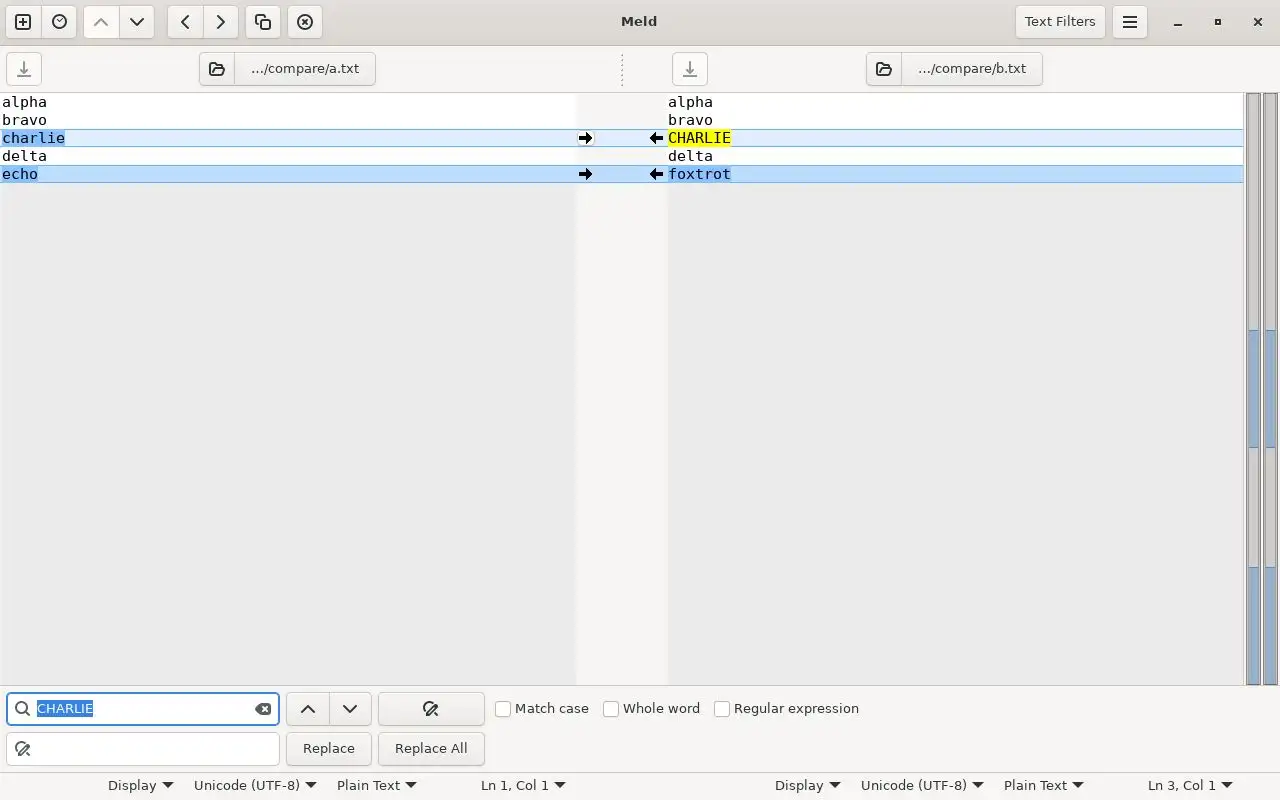 Meld
Text Filters
.../compare/a.txt
.../compare/b.txt
alpha
bravo
charlie
delta
echo
alpha
bravo
CHARLIE
delta
foxtrot
CHARLIE
Match case
Whole word
Regular expression
Replace
Replace All
Display
Unicode (UTF-8)
Plain Text
Ln 1, Col 1
Display
Unicode (UTF-8)
Plain Text
Ln 3, Col 1